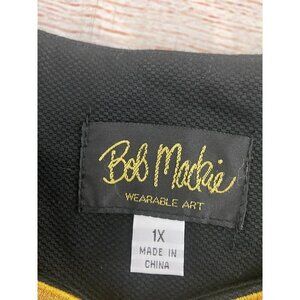 Bob Mackie
WEARABLE ART
1X
MADE IN
CHINA